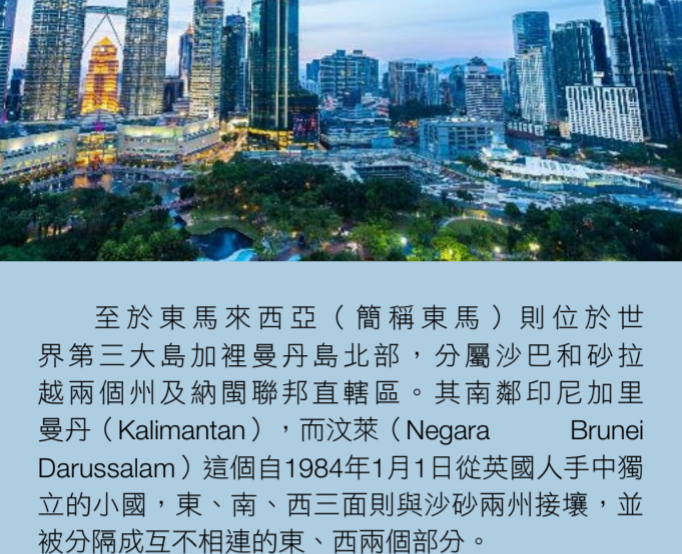 至於東馬來西亞（簡稱東馬）則位於世
界第三大島加裡曼丹島北部，分屬沙巴和砂拉
越兩個州及納閩聯邦直轄區。其南鄰印尼加里
曼丹（Kalimantan），而汶萊（Negara Brunei
Darussalam）這個自1984年1月1日從英國人手中獨
立的小國，東、南、西三面則與沙砂兩州接壤，並
被分隔成互不相連的東、西兩個部分。